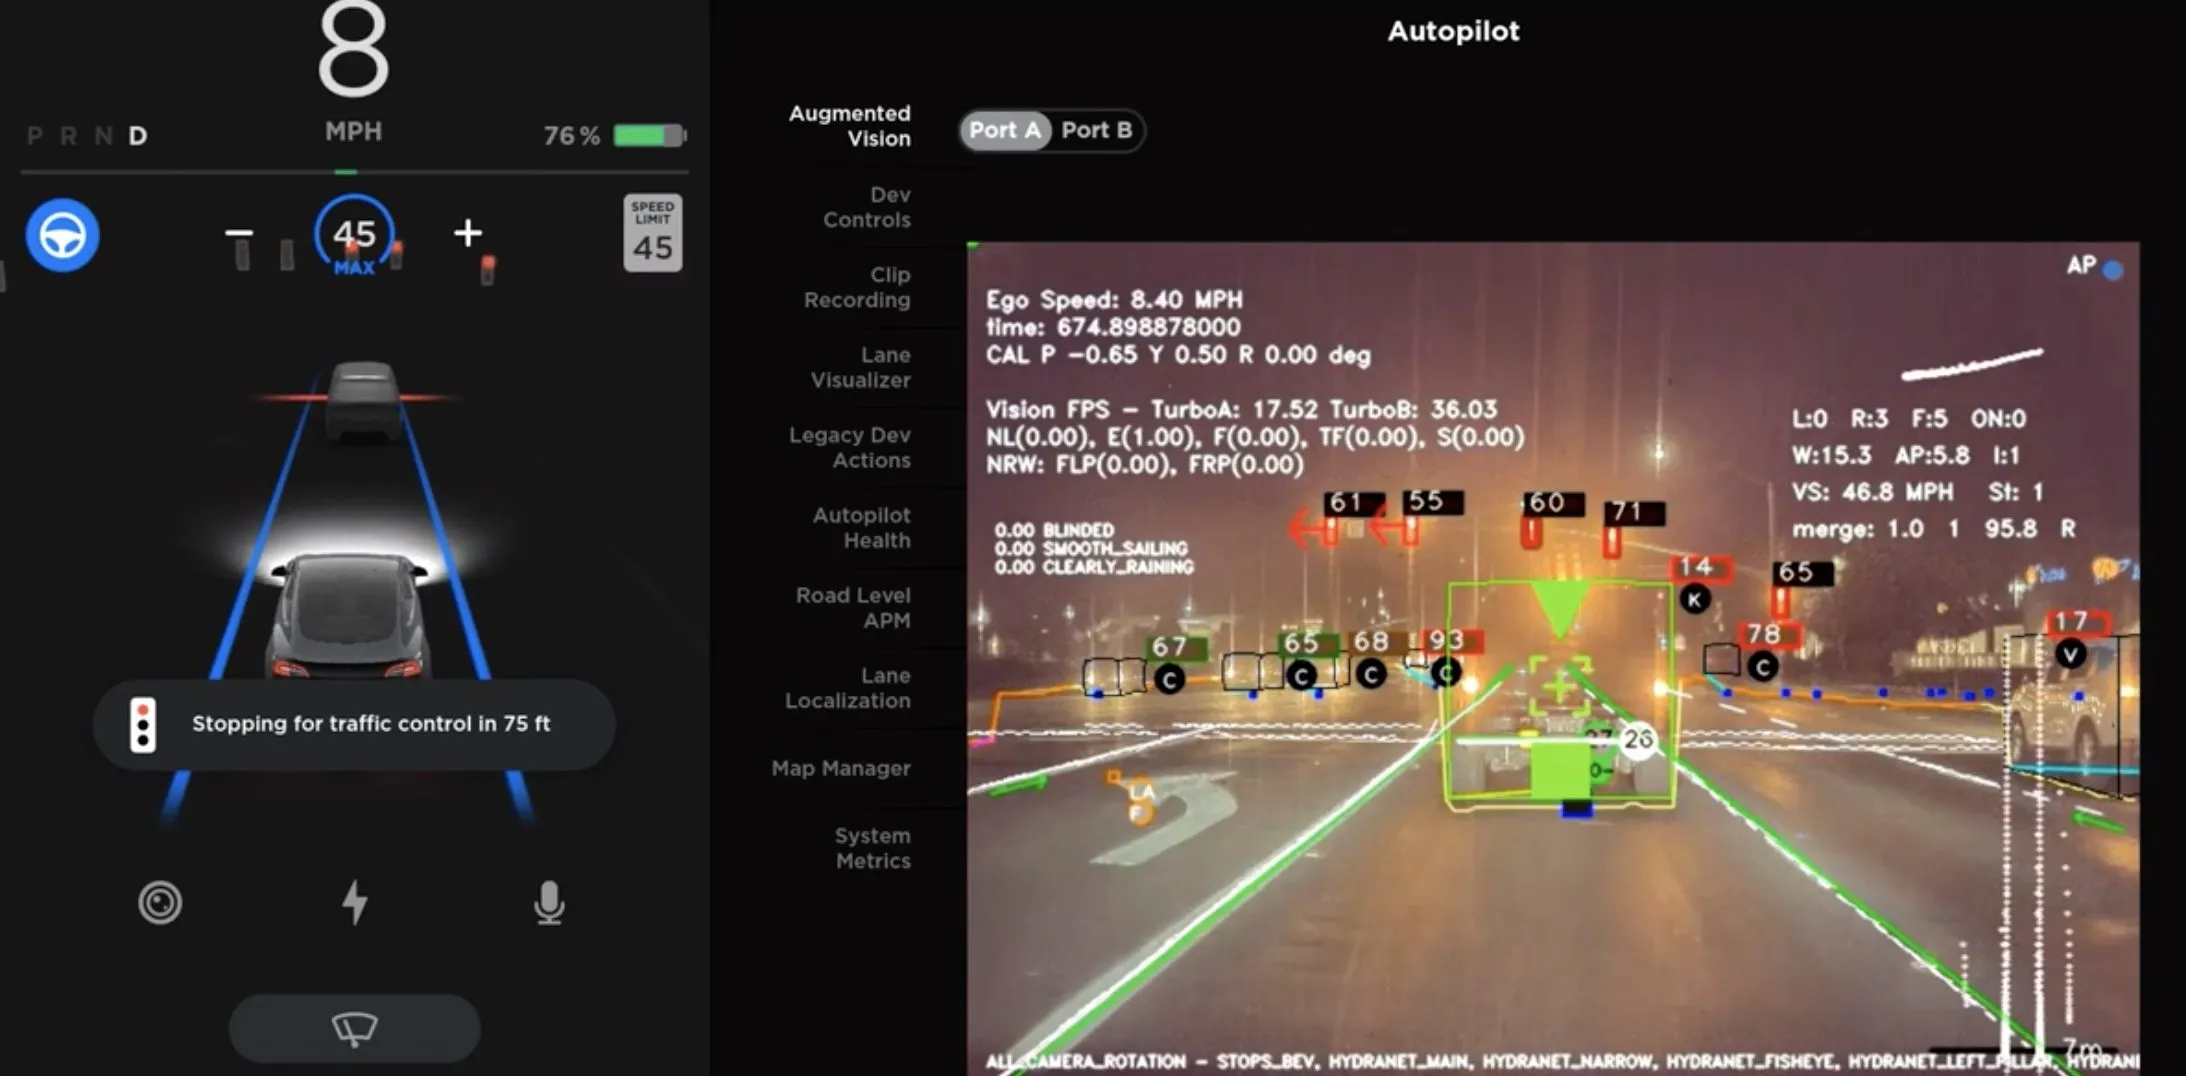 8
MPH
P R N D
76 %
45
MAX
SPEED
LIMIT
45
Stopping for traffic control in 75 ft
Autopilot
Augmented
Vision
Port A
Port B
Dev
Controls
Clip
Recording
Lane
Visualizer
Legacy Dev
Actions
Autopilot
Health
Road Level
APM
Lane
Localization
Map Manager
System
Metrics
AP
Ego Speed: 8.40 MPH
time: 674.898878000
CAL P -0.65 Y 0.50 R 0.00 deg
Vision FPS - TurboA: 17.52 TurboB: 36.03
NL(0.00), E(1.00), F(0.00), TF(0.00), S(0.00)
NRW: FLP(0.00), FRP(0.00)
L:0 R:3 F:5 ON:0
W:15.3 AP:5.8 I:1
VS: 46.8 MPH St: 1
merge: 1.0 1 95.8 R
0.00 BLINDED
0.00 SMOOTH_SAILING
0.00 CLEARLY_RAINING
61
55
60
71
14
K
65
67
C
65
C
68
C
93
C
78
C
17
V
26
LA
F
7m
ALL_CAMERA_ROTATION - STOPS_BEV, HYDRANET_MAIN, HYDRANET_NARROW, HYDRANET_FISHEYE, HYDRANET_LEFT_PILLAR, HYDRANE